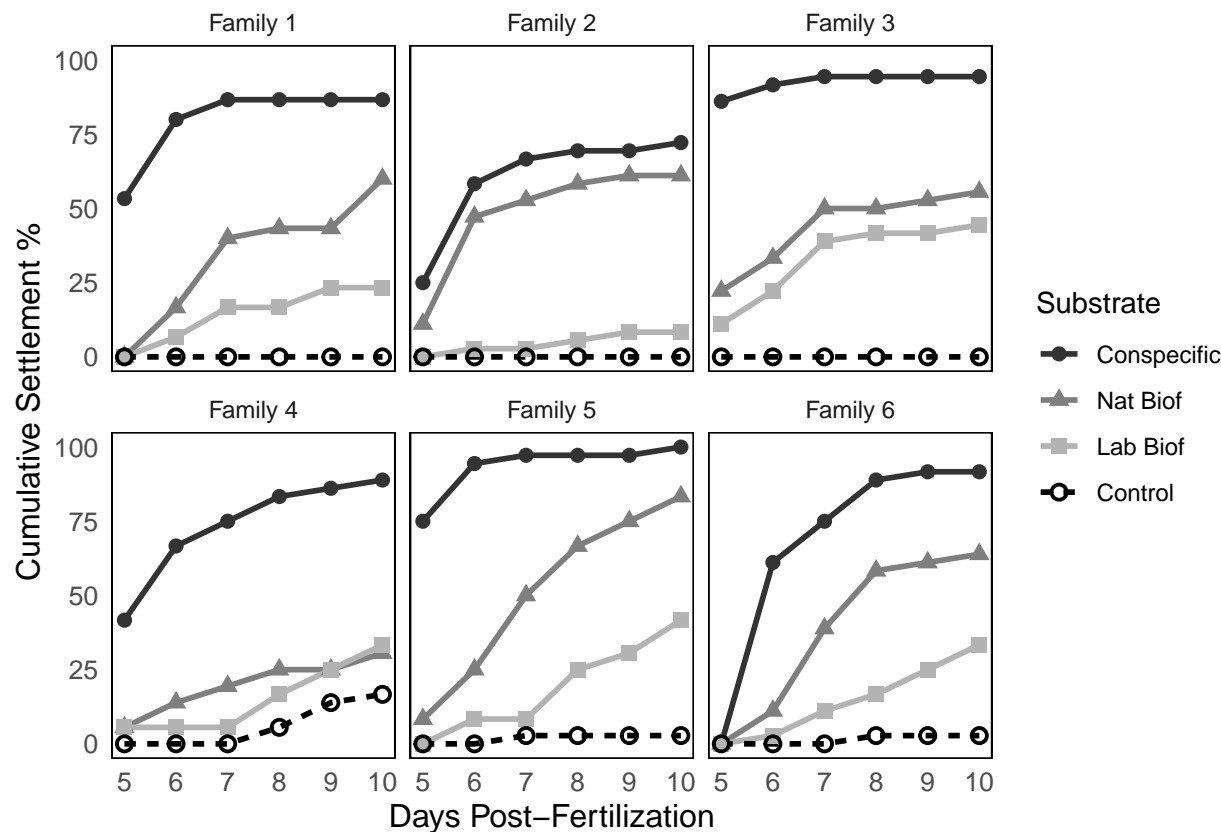 Family 1 Family 2 Family 3
100
75
50
25
0
Family 4 Family 5 Family 6
100
75
50
25
0
5 6 7 8 9 10 5 6 7 8 9 10 5 6 7 8 9 10
Days Post−Fertilization
Cumulative Settlement %
Substrate
Conspecific
Nat Biof
Lab Biof
Control